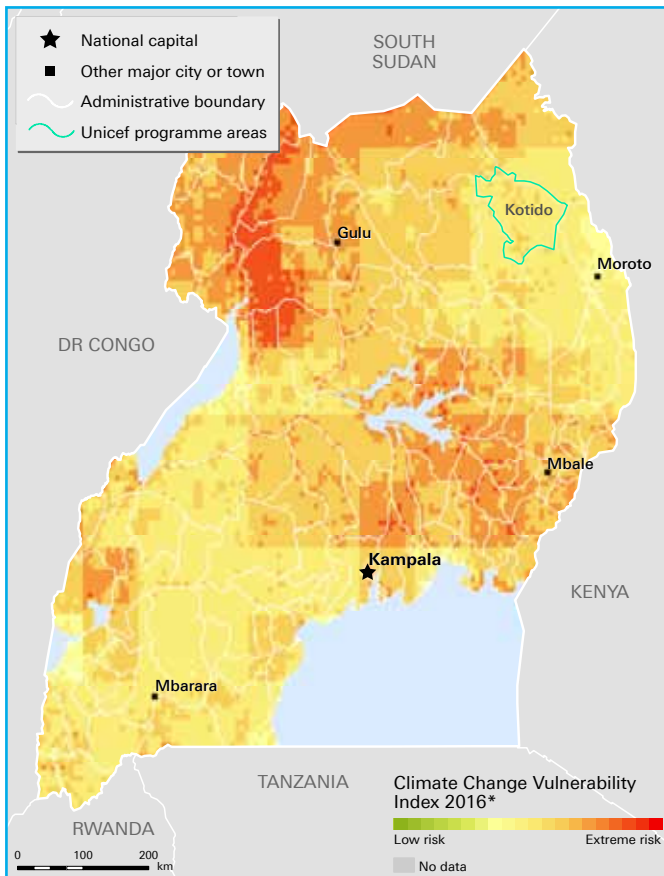 National capital
Other major city or town
Administrative boundary
Unicef programme areas
SOUTH
SUDAN
Kotido
Gulu
Moroto
DR CONGO
Mbale
Kampala
KENYA
Mbarara
TANZANIA
RWANDA
Climate Change Vulnerability
Index 2016*
Low risk Extreme risk
No data
0 100 200
km